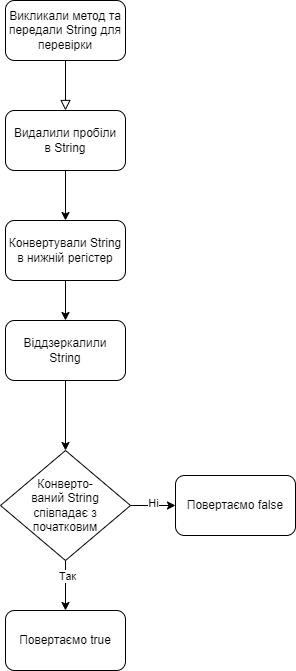 Викликали метод та
передали String для
перевірки
Видалили пробіли
в String
Конвертували String
в нижній регістер
Віддзеркалили
String
Конверто-
ваний String
співпадає з
початковим
Ні
Повертаємо false
Так
Повертаємо true